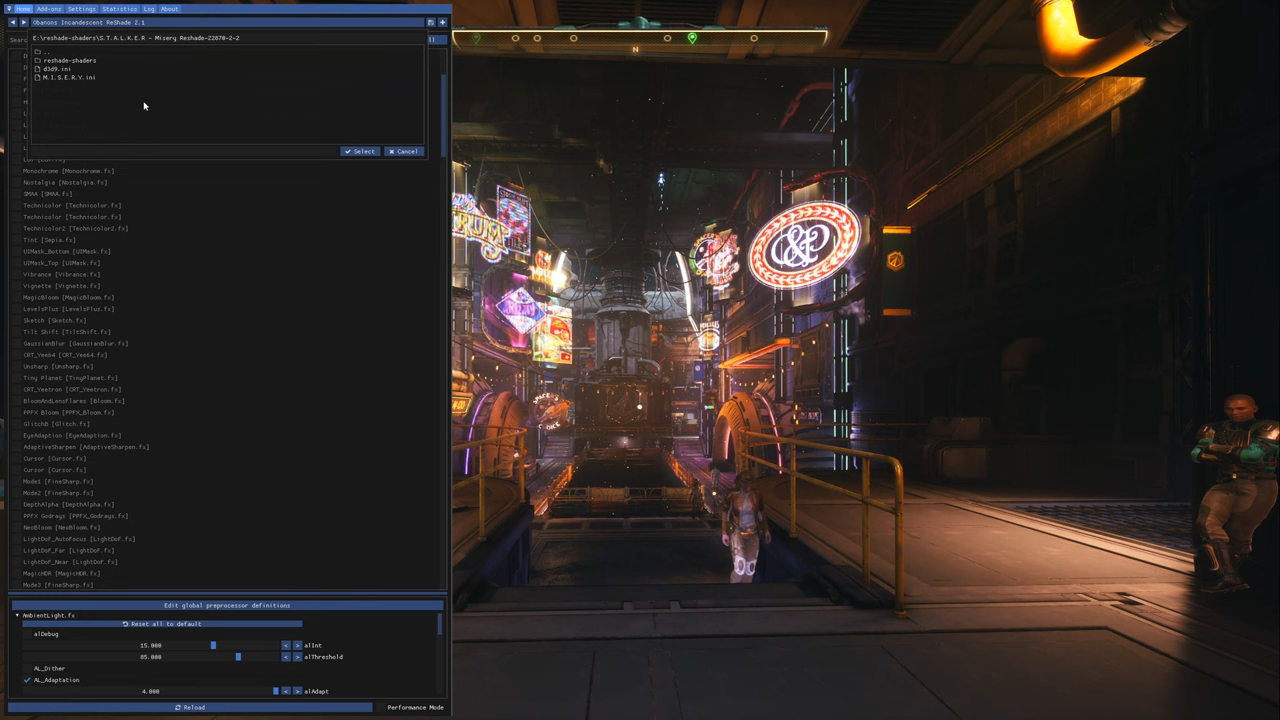 Home Add-ons Settings Statistics Log About
Obanons Incandescent ReShade 2.1
E:\reshade-shaders\S.T.A.L.K.E.R - Misery Reshade-22870-2-2
..
reshade-shaders
d3d9.ini
M.I.S.E.R.Y.ini
Select Cancel
Monochrome [Monochrome.fx]
Nostalgia [Nostalgia.fx]
SMAA [SMAA.fx]
Technicolor [Technicolor.fx]
Technicolor [Technicolor.fx]
Technicolor2 [Technicolor2.fx]
Tint [Sepia.fx]
UIMask_Bottom [UIMask.fx]
UIMask_Top [UIMask.fx]
Vibrance [Vibrance.fx]
Vignette [Vignette.fx]
MagicBloom [MagicBloom.fx]
LevelsPlus [LevelsPlus.fx]
Sketch [Sketch.fx]
Tilt Shift [TiltShift.fx]
GaussianBlur [GaussianBlur.fx]
CRT_Yee64 [CRT_Yee64.fx]
Unsharp [Unsharp.fx]
Tiny Planet [TinyPlanet.fx]
CRT_Yeetron [CRT_Yeetron.fx]
BloomAndLensFlares [Bloom.fx]
PPFX Bloom [PPFX_Bloom.fx]
GlitchB [Glitch.fx]
EyeAdaption [EyeAdaption.fx]
AdaptiveSharpen [AdaptiveSharpen.fx]
Cursor [Cursor.fx]
Cursor [Cursor.fx]
Mode1 [FineSharp.fx]
Mode2 [FineSharp.fx]
DepthAlpha [DepthAlpha.fx]
PPFX Godrays [PPFX_Godrays.fx]
NeoBloom [NeoBloom.fx]
LightDoF_AutoFocus [LightDoF.fx]
LightDoF_Far [LightDoF.fx]
LightDoF_Near [LightDoF.fx]
MagicHDR [MagicHDR.fx]
Mode3 [FineSharp.fx]
Edit global preprocessor definitions
AmbientLight.fx
Reset all to default
alDebug
15.000 < > alInt
85.000 < > alThreshold
AL_Dither
AL_Adaptation
4.000 < > alAdapt
Reload Performance Mode
N
C&P